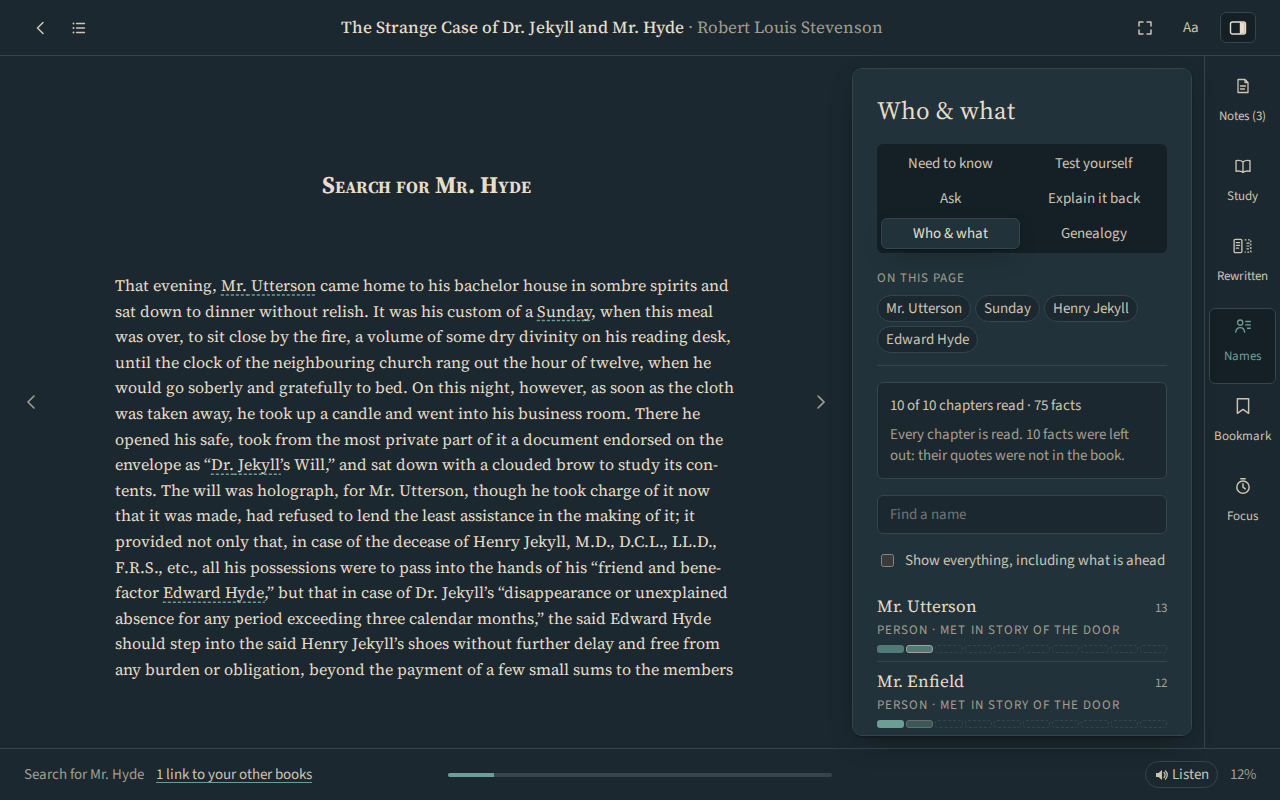 The Strange Case of Dr. Jekyll and Mr. Hyde · Robert Louis Stevenson
Aa
Search for Mr. Hyde
That evening, Mr. Utterson came home to his bachelor house in sombre spirits and
sat down to dinner without relish. It was his custom of a Sunday, when this meal
was over, to sit close by the fire, a volume of some dry divinity on his reading desk,
until the clock of the neighbouring church rang out the hour of twelve, when he
would go soberly and gratefully to bed. On this night, however, as soon as the cloth
was taken away, he took up a candle and went into his business room. There he
opened his safe, took from the most private part of it a document endorsed on the
envelope as “Dr. Jekyll’s Will,” and sat down with a clouded brow to study its con-
tents. The will was holograph, for Mr. Utterson, though he took charge of it now
that it was made, had refused to lend the least assistance in the making of it; it
provided not only that, in case of the decease of Henry Jekyll, M.D., D.C.L., LL.D.,
F.R.S., etc., all his possessions were to pass into the hands of his “friend and bene-
factor Edward Hyde,” but that in case of Dr. Jekyll’s “disappearance or unexplained
absence for any period exceeding three calendar months,” the said Edward Hyde
should step into the said Henry Jekyll’s shoes without further delay and free from
any burden or obligation, beyond the payment of a few small sums to the members
Who & what
Need to know
Test yourself
Ask
Explain it back
Who & what
Genealogy
ON THIS PAGE
Mr. Utterson
Sunday
Henry Jekyll
Edward Hyde
10 of 10 chapters read · 75 facts
Every chapter is read. 10 facts were left
out: their quotes were not in the book.
Find a name
Show everything, including what is ahead
Mr. Utterson
13
PERSON · MET IN STORY OF THE DOOR
Mr. Enfield
12
PERSON · MET IN STORY OF THE DOOR
Notes (3)
Study
Rewritten
Names
Bookmark
Focus
Search for Mr. Hyde
1 link to your other books
Listen
12%